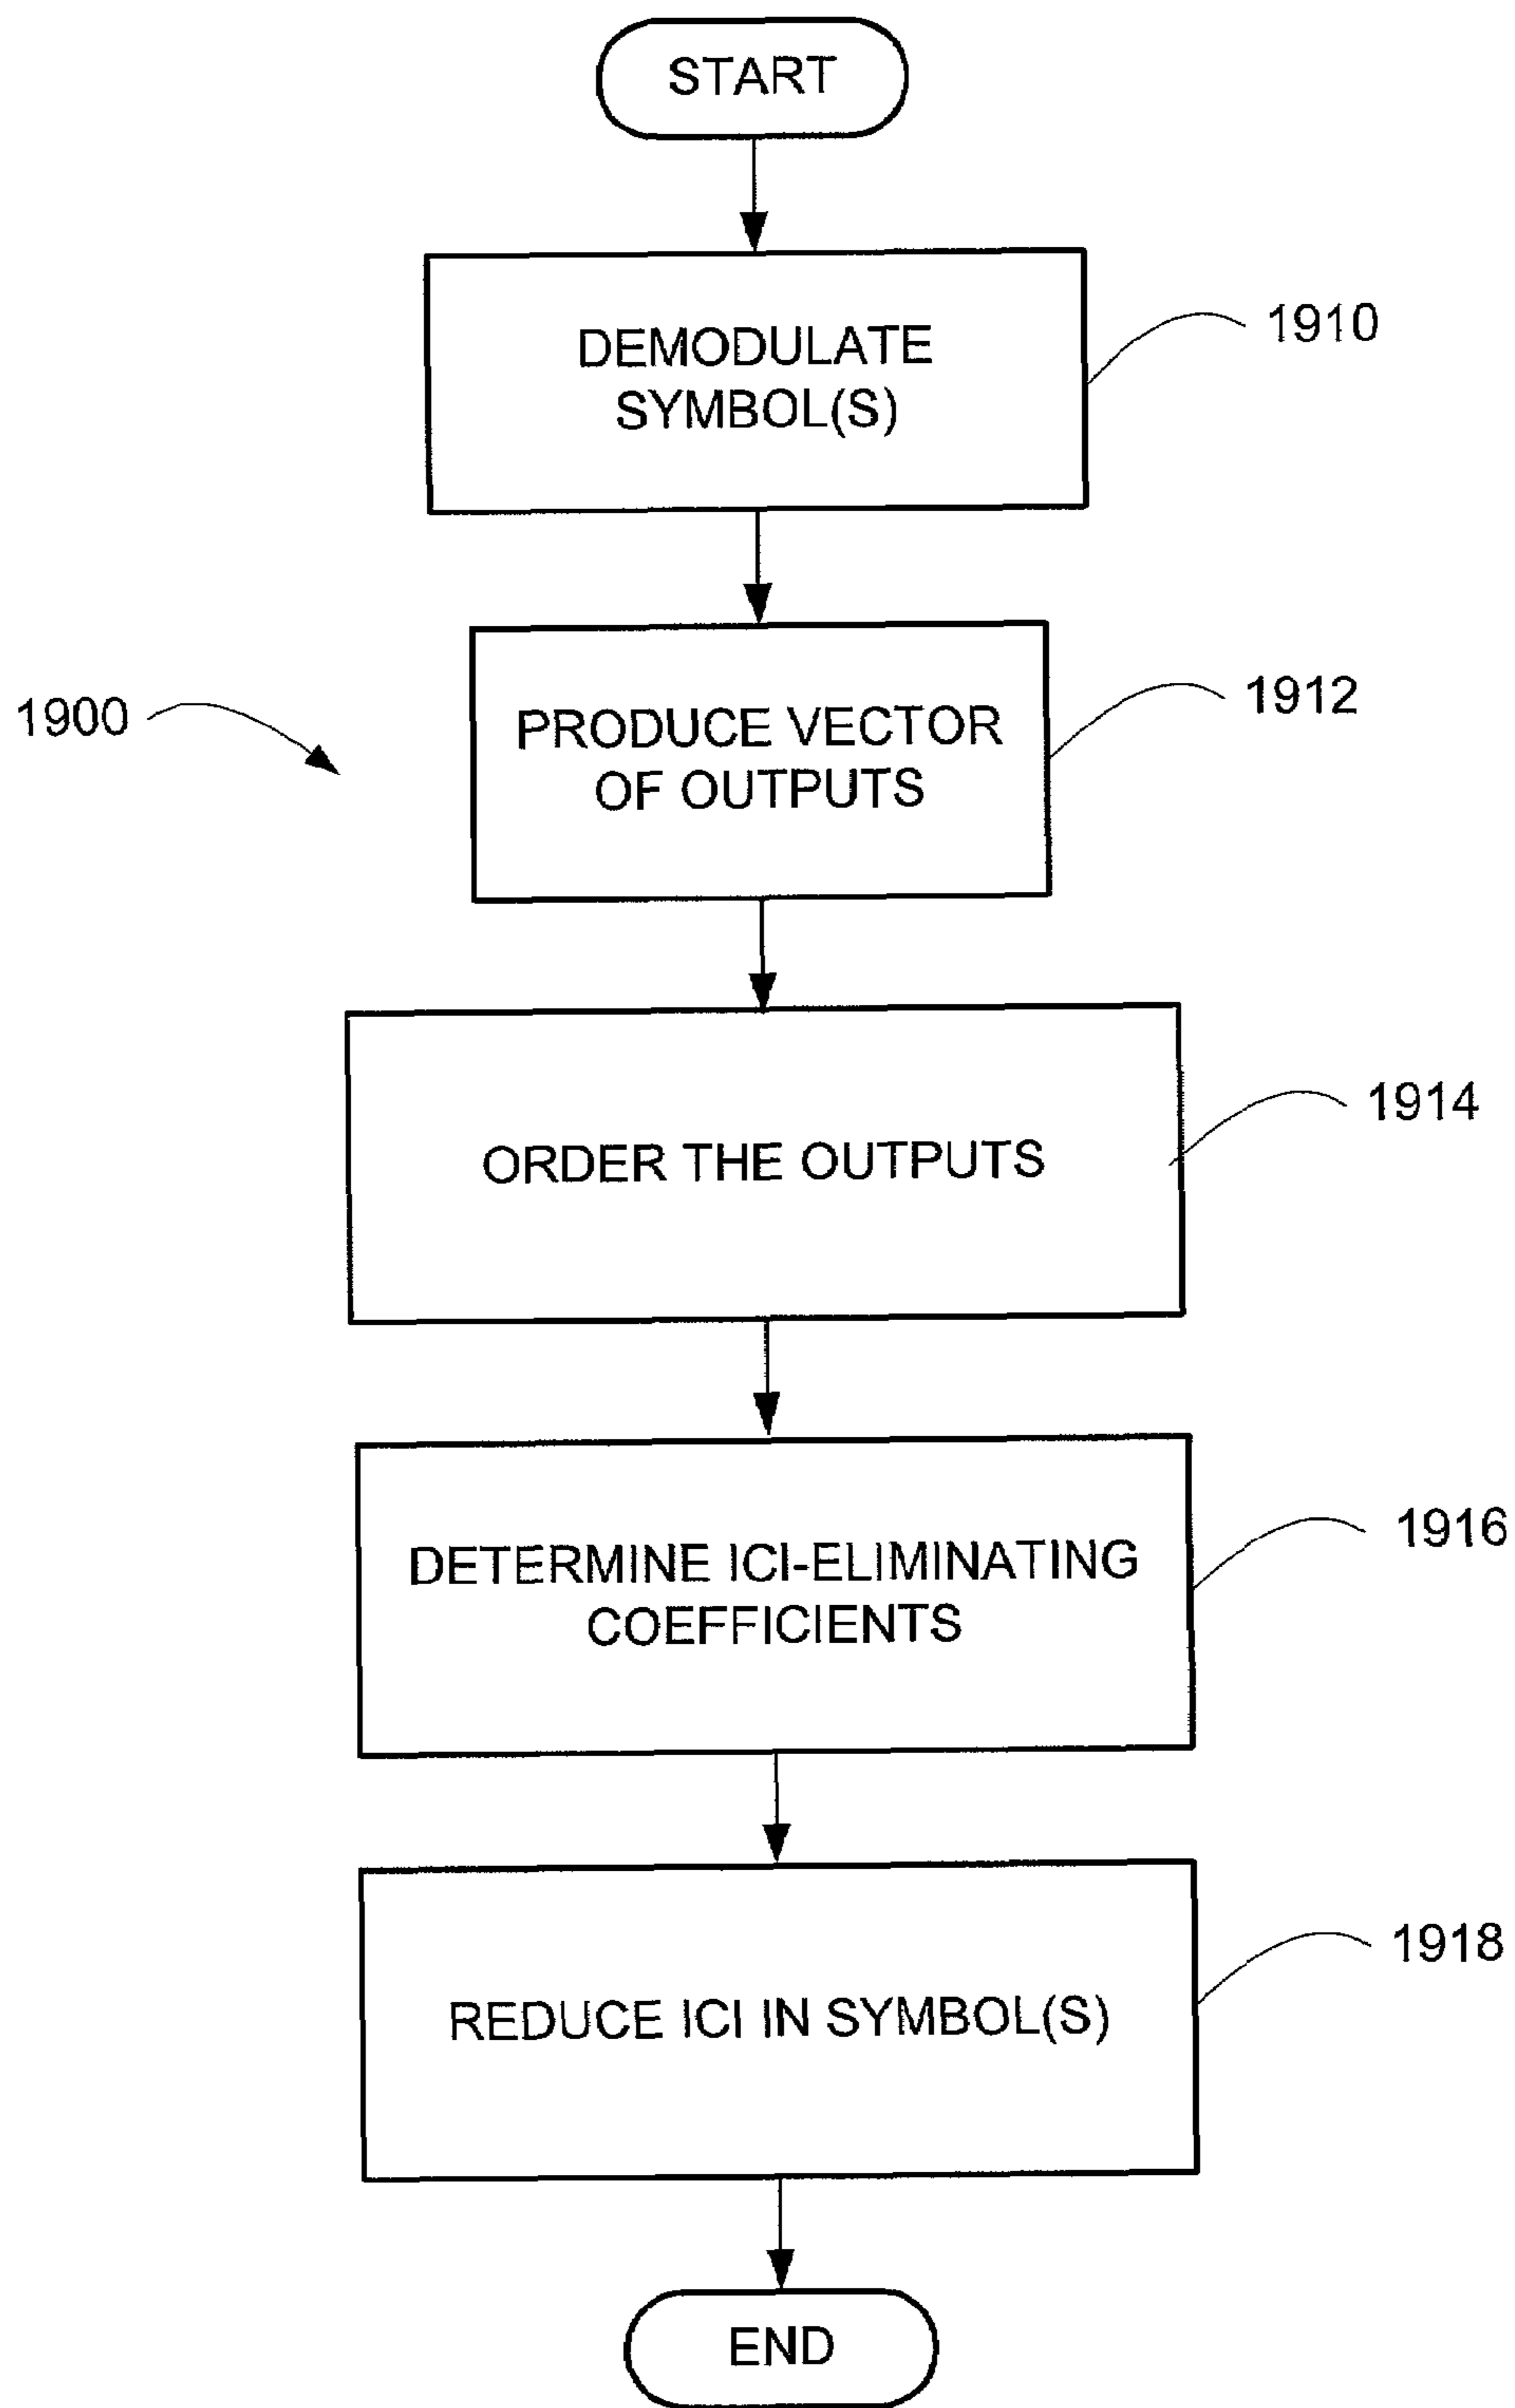 START
DEMODULATE
SYMBOL(S)
1910
PRODUCE VECTOR
OF OUTPUTS
1912
1900
ORDER THE OUTPUTS
1914
DETERMINE ICI-ELIMINATING
COEFFICIENTS
1916
REDUCE ICI IN SYMBOL(S)
1918
END